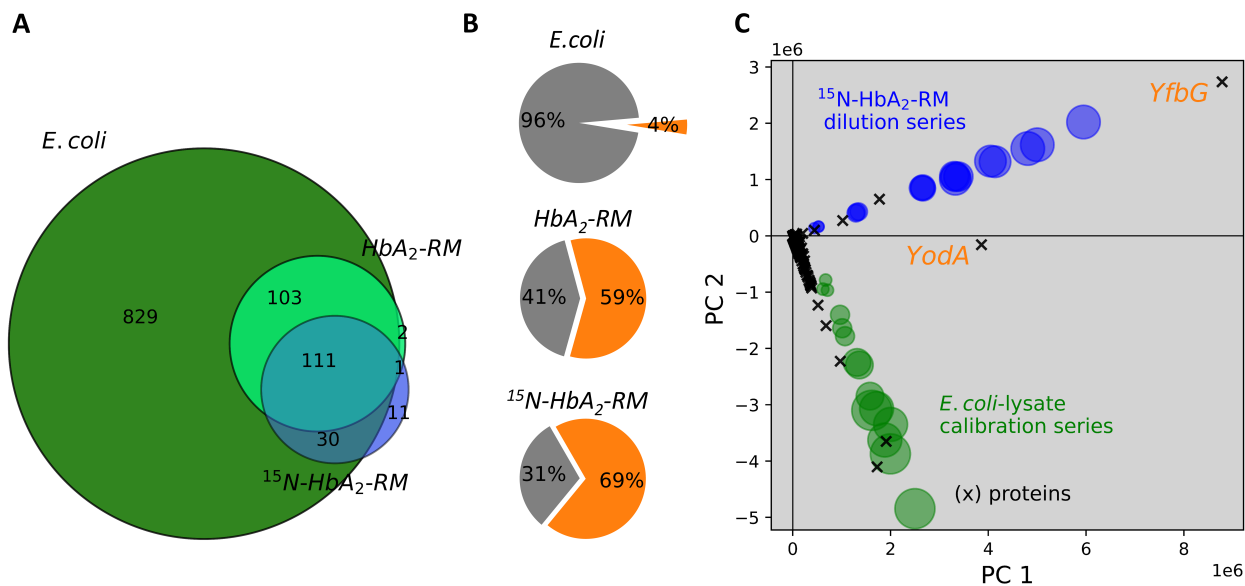 A
E. coli
HbA₂-RM
829
103
2
111
1
11
30
¹⁵N-HbA₂-RM
B
E.coli
96%
4%
HbA₂-RM
41%
59%
¹⁵N-HbA₂-RM
31%
69%
C
1e6
3
2
1
0
−1
−2
−3
−4
−5
PC 2
¹⁵N-HbA₂-RM
dilution series
YfbG
YodA
E. coli-lysate
calibration series
(x) proteins
0
2
4
6
8
1e6
PC 1